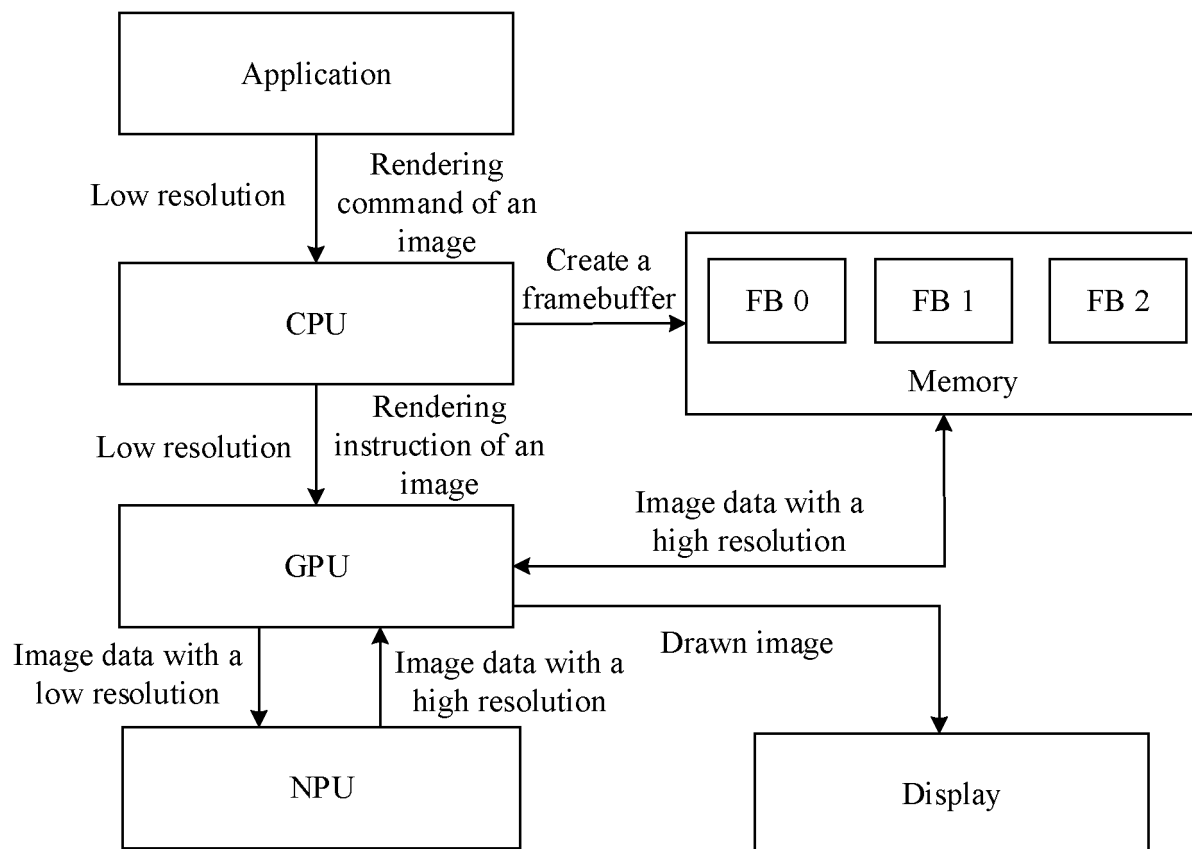 Application
Low resolution
Rendering
command of an
image
CPU
Create a
framebuffer
FB 0
FB 1
FB 2
Memory
Low resolution
Rendering
instruction of an
image
GPU
Image data with a
high resolution
Drawn image
Image data with a
low resolution
Image data with a
high resolution
NPU
Display